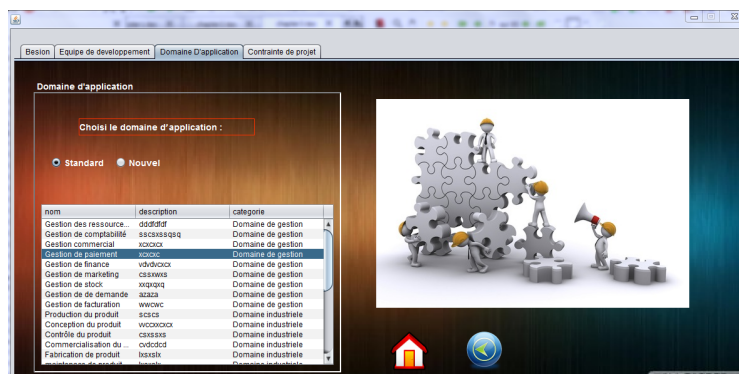 Besion Equipe de developpement Domaine D'application Contrainte de projet
Domaine d'application
Choisi le domaine d'application :
Standard Nouvel
nom description categorie
Gestion des ressource... dddfdfdf Domaine de gestion
Gestion de comptabilité sscsxssgsq Domaine de gestion
Gestion commercial xcxcxcx Domaine de gestion
Gestion de paiement xcxcxc Domaine de gestion
Gestion de finance vdvdvcxcx Domaine de gestion
Gestion de marketing cssxwxs Domaine de gestion
Gestion de stock xxqxqxq Domaine de gestion
Gestion de de demande azaza Domaine de gestion
Gestion de facturation wwcwc Domaine de gestion
Production du produit scscs Domaine industriele
Conception du produit wccxxcxcx Domaine industriele
Contrôle du produit csxssxs Domaine industriele
Commercialisation du ... cvdcdcd Domaine industriele
Fabrication de produit lxsxslx Domaine industriele